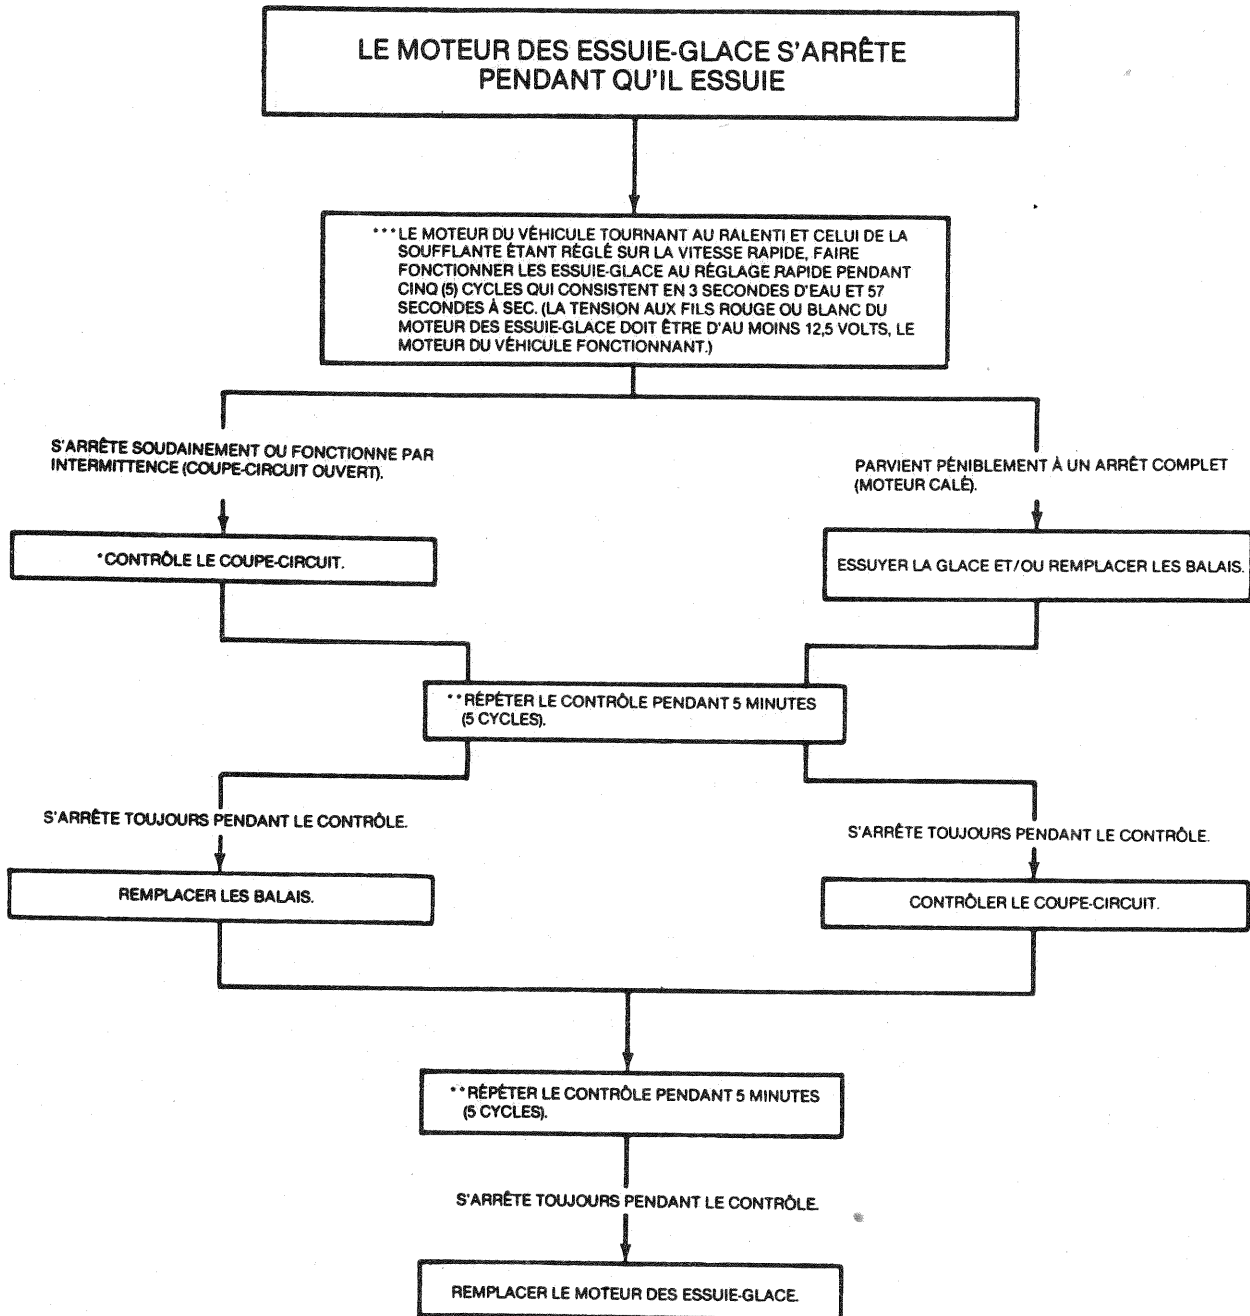 LE MOTEUR DES ESSUIE-GLACE S'ARRÊTE
PENDANT QU'IL ESSUIE
***LE MOTEUR DU VÉHICULE TOURNANT AU RALENTI ET CELUI DE LA
SOUFFLANTE ÉTANT RÉGLÉ SUR LA VITESSE RAPIDE, FAIRE
FONCTIONNER LES ESSUIE-GLACE AU RÉGLAGE RAPIDE PENDANT
CINQ (5) CYCLES QUI CONSISTENT EN 3 SECONDES D'EAU ET 57
SECONDES À SEC. (LA TENSION AUX FILS ROUGE OU BLANC DU
MOTEUR DES ESSUIE-GLACE DOIT ÊTRE D'AU MOINS 12,5 VOLTS, LE
MOTEUR DU VÉHICULE FONCTIONNANT.)
S'ARRÊTE SOUDAINEMENT OU FONCTIONNE PAR
INTERMITTENCE (COUPE-CIRCUIT OUVERT).
PARVIENT PÉNIBLEMENT À UN ARRÊT COMPLET
(MOTEUR CALÉ).
*CONTRÔLE LE COUPE-CIRCUIT.
ESSUYER LA GLACE ET/OU REMPLACER LES BALAIS.
**RÉPÉTER LE CONTRÔLE PENDANT 5 MINUTES
(5 CYCLES).
S'ARRÊTE TOUJOURS PENDANT LE CONTRÔLE.
S'ARRÊTE TOUJOURS PENDANT LE CONTRÔLE.
REMPLACER LES BALAIS.
CONTRÔLER LE COUPE-CIRCUIT.
**RÉPÉTER LE CONTRÔLE PENDANT 5 MINUTES
(5 CYCLES).
S'ARRÊTE TOUJOURS PENDANT LE CONTRÔLE.
REMPLACER LE MOTEUR DES ESSUIE-GLACE.